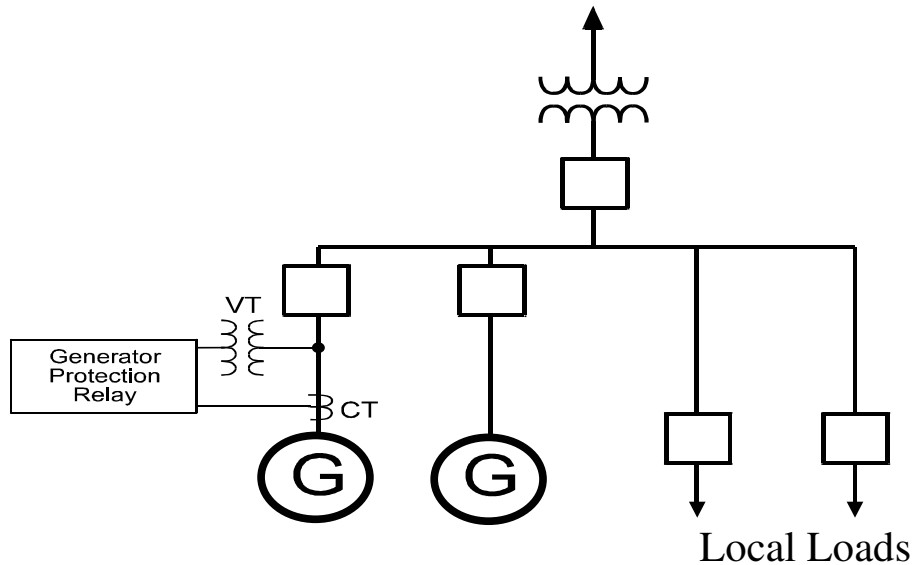 VT
Generator
Protection
Relay
CT
G
G
Local Loads